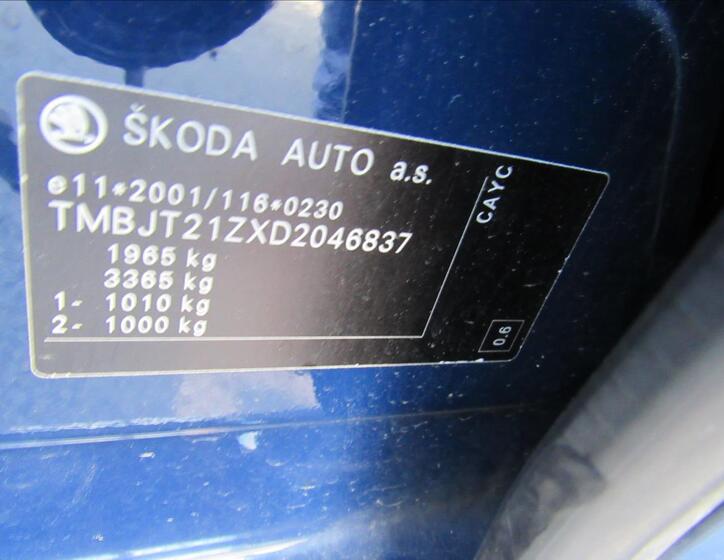 ŠKODA AUTO a.s.
e11*2001/116*0230
TMBJT21ZXD2046837
1965 kg
3365 kg
1- 1010 kg
2- 1000 kg
CAYC
0.6